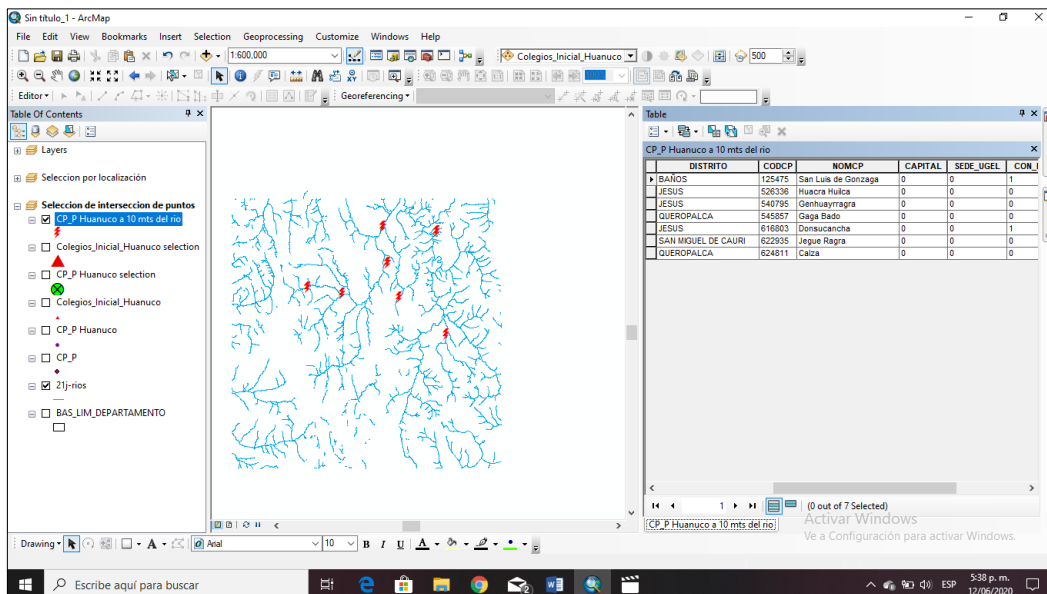 Sin título_1 - ArcMap
File Edit View Bookmarks Insert Selection Geoprocessing Customize Windows Help
1:600,000
Colegios_Inicial_Huanuco
500
Editor
Georeferencing
Table Of Contents
Layers
Seleccion por localización
Seleccion de interseccion de puntos
CP_P Huanuco a 10 mts del rio
Colegios_Inicial_Huanuco selection
CP_P Huanuco selection
Colegios_Inicial_Huanuco
CP_P Huanuco
CP_P
21j-rios
BAS_LIM_DEPARTAMENTO
Table
CP_P Huanuco a 10 mts del rio
DISTRITO CODCP NOMCP CAPITAL SEDE_UGEL
BAÑOS 125475 San Luis de Gonzaga 0 0 1
JESUS 526336 Huacra Huilca 0 0 0
JESUS 540795 Genhuayrragra 0 0 0
QUEROPALCA 545857 Gaga Bado 0 0 0
JESUS 616803 Donsucancha 0 0 1
SAN MIGUEL DE CAURI 622935 Jegue Ragra 0 0 0
QUEROPALCA 624811 Calza 0 0 0
1
(0 out of 7 Selected)
CP_P Huanuco a 10 mts del rio
Activar Windows
Ve a Configuración para activar Windows.
Drawing
A
Arial
10
B I U A
Escribe aquí para buscar
ESP
5:38 p. m.
12/06/2020